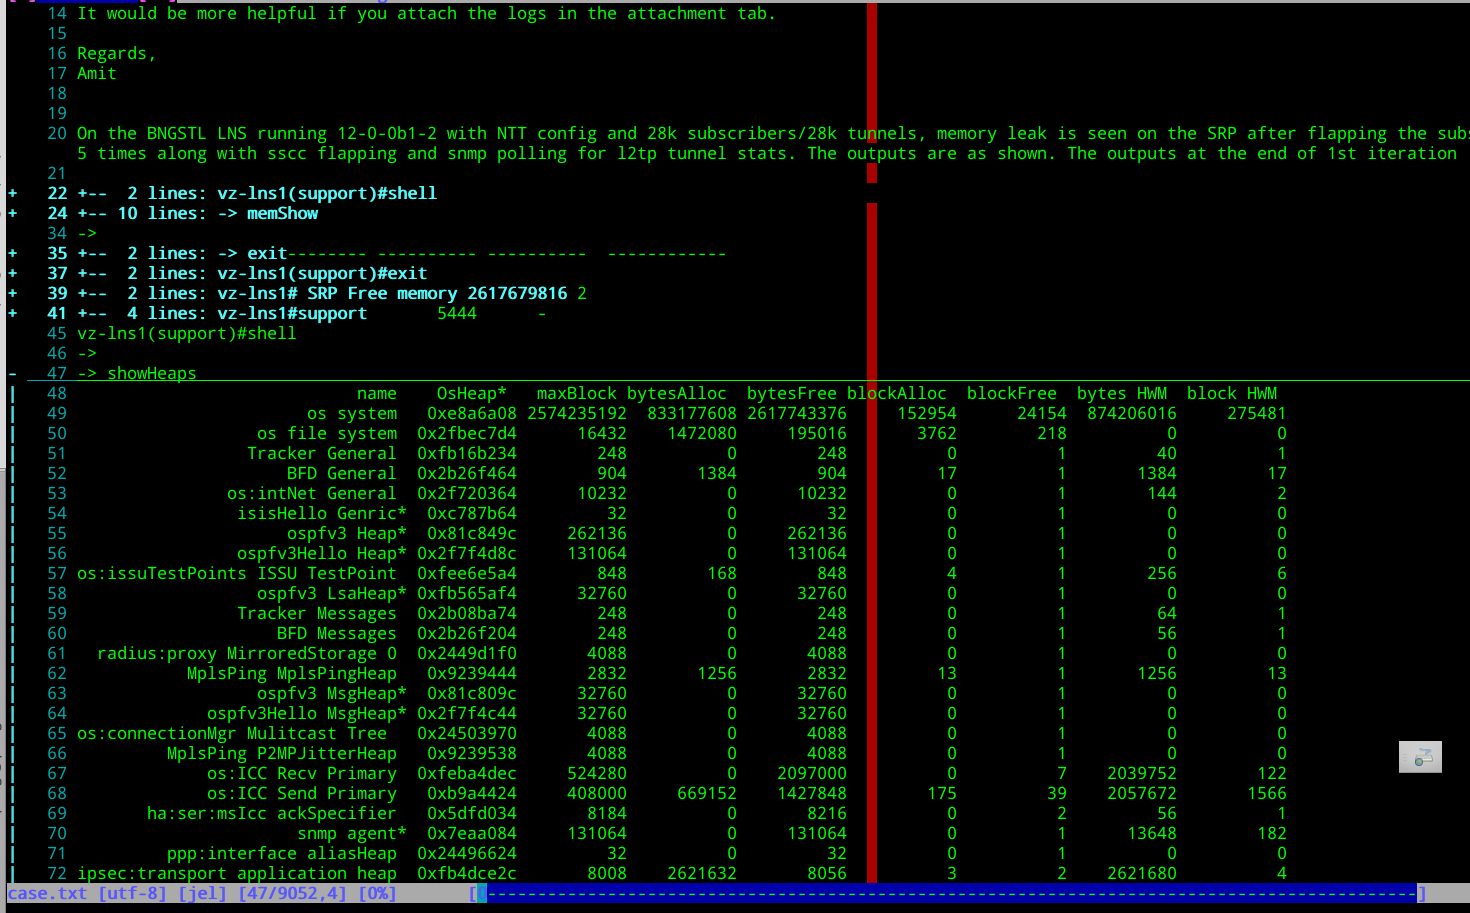 14 It would be more helpful if you attach the logs in the attachment tab.
15
16 Regards,
17 Amit
18
19
20 On the BNGSTL LNS running 12-0-0b1-2 with NTT config and 28k subscribers/28k tunnels, memory leak is seen on the SRP after flapping the subs
5 times along with sscc flapping and snmp polling for l2tp tunnel stats. The outputs are as shown. The outputs at the end of 1st iteration
21
+ 22 +-- 2 lines: vz-lns1(support)#shell
+ 24 +-- 10 lines: -> memShow
34 ->
+ 35 +-- 2 lines: -> exit-------- ---------- ---------- ------------
+ 37 +-- 2 lines: vz-lns1(support)#exit
+ 39 +-- 2 lines: vz-lns1# SRP Free memory 2617679816 2
+ 41 +-- 4 lines: vz-lns1#support 5444 -
45 vz-lns1(support)#shell
46 ->
- 47 -> showHeaps
| 48 name OsHeap* maxBlock bytesAlloc bytesFree blockAlloc blockFree bytes HWM block HWM
| 49 os system 0xe8a6a08 2574235192 833177608 2617743376 152954 24154 874206016 275481
| 50 os file system 0x2fbec7d4 16432 1472080 195016 3762 218 0 0
| 51 Tracker General 0xfb16b234 248 0 248 0 1 40 1
| 52 BFD General 0x2b26f464 904 1384 904 17 1 1384 17
| 53 os:intNet General 0x2f720364 10232 0 10232 0 1 144 2
| 54 isisHello Genric* 0xc787b64 32 0 32 0 1 0 0
| 55 ospfv3 Heap* 0x81c849c 262136 0 262136 0 1 0 0
| 56 ospfv3Hello Heap* 0x2f7f4d8c 131064 0 131064 0 1 0 0
| 57 os:issuTestPoints ISSU TestPoint 0xfee6e5a4 848 168 848 4 1 256 6
| 58 ospfv3 LsaHeap* 0xfb565af4 32760 0 32760 0 1 0 0
| 59 Tracker Messages 0x2b08ba74 248 0 248 0 1 64 1
| 60 BFD Messages 0x2b26f204 248 0 248 0 1 56 1
| 61 radius:proxy MirroredStorage 0 0x2449d1f0 4088 0 4088 0 1 0 0
| 62 MplsPing MplsPingHeap 0x9239444 2832 1256 2832 13 1 1256 13
| 63 ospfv3 MsgHeap* 0x81c809c 32760 0 32760 0 1 0 0
| 64 ospfv3Hello MsgHeap* 0x2f7f4c44 32760 0 32760 0 1 0 0
| 65 os:connectionMgr Mulitcast Tree 0x24503970 4088 0 4088 0 1 0 0
| 66 MplsPing P2MPJitterHeap 0x9239538 4088 0 4088 0 1 0 0
| 67 os:ICC Recv Primary 0xfeba4dec 524280 0 2097000 0 7 2039752 122
| 68 os:ICC Send Primary 0xb9a4424 408000 669152 1427848 175 39 2057672 1566
| 69 ha:ser:msIcc ackSpecifier 0x5dfd034 8184 0 8216 0 2 56 1
| 70 snmp agent* 0x7eaa084 131064 0 131064 0 1 13648 182
| 71 ppp:interface aliasHeap 0x24496624 32 0 32 0 1 0 0
| 72 ipsec:transport application heap 0xfb4dce2c 8008 2621632 8056 3 2 2621680 4
case.txt [utf-8] [jel] [47/9052,4] [0%]